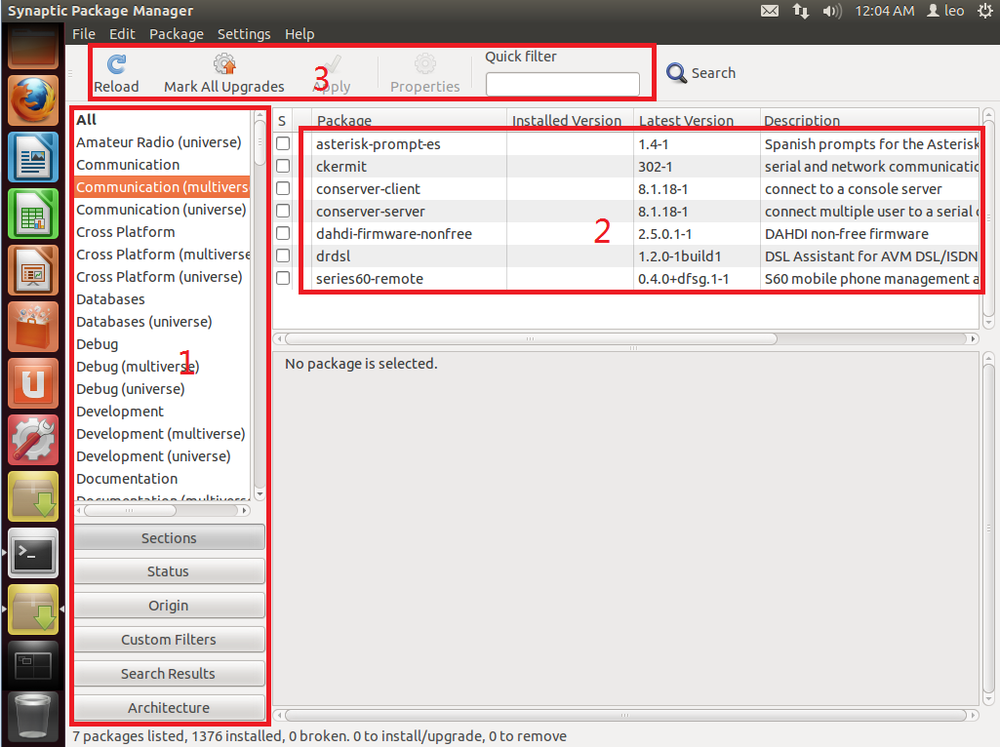 Synaptic Package Manager 12:04 AM leo
File Edit Package Settings Help
Quick filter
Reload Mark All Upgrades Apply Properties Search
3
All
Amateur Radio (universe)
Communication
Communication (multivers
Communication (universe)
Cross Platform
Cross Platform (multiverse
Cross Platform (universe)
Databases
Databases (universe)
Debug
Debug (multiverse)
Debug (universe)
Development
Development (multiverse)
Development (universe)
Documentation
Documentation (multivers
1
Sections
Status
Origin
Custom Filters
Search Results
Architecture
S Package Installed Version Latest Version Description
asterisk-prompt-es 1.4-1 Spanish prompts for the Asterisk
ckermit 302-1 serial and network communicatio
conserver-client 8.1.18-1 connect to a console server
conserver-server 8.1.18-1 connect multiple user to a serial c
dahdi-firmware-nonfree 2.5.0.1-1 DAHDI non-free firmware
drdsl 1.2.0-1build1 DSL Assistant for AVM DSL/ISDN
series60-remote 0.4.0+dfsg.1-1 S60 mobile phone management a
2
No package is selected.
7 packages listed, 1376 installed, 0 broken. 0 to install/upgrade, 0 to remove